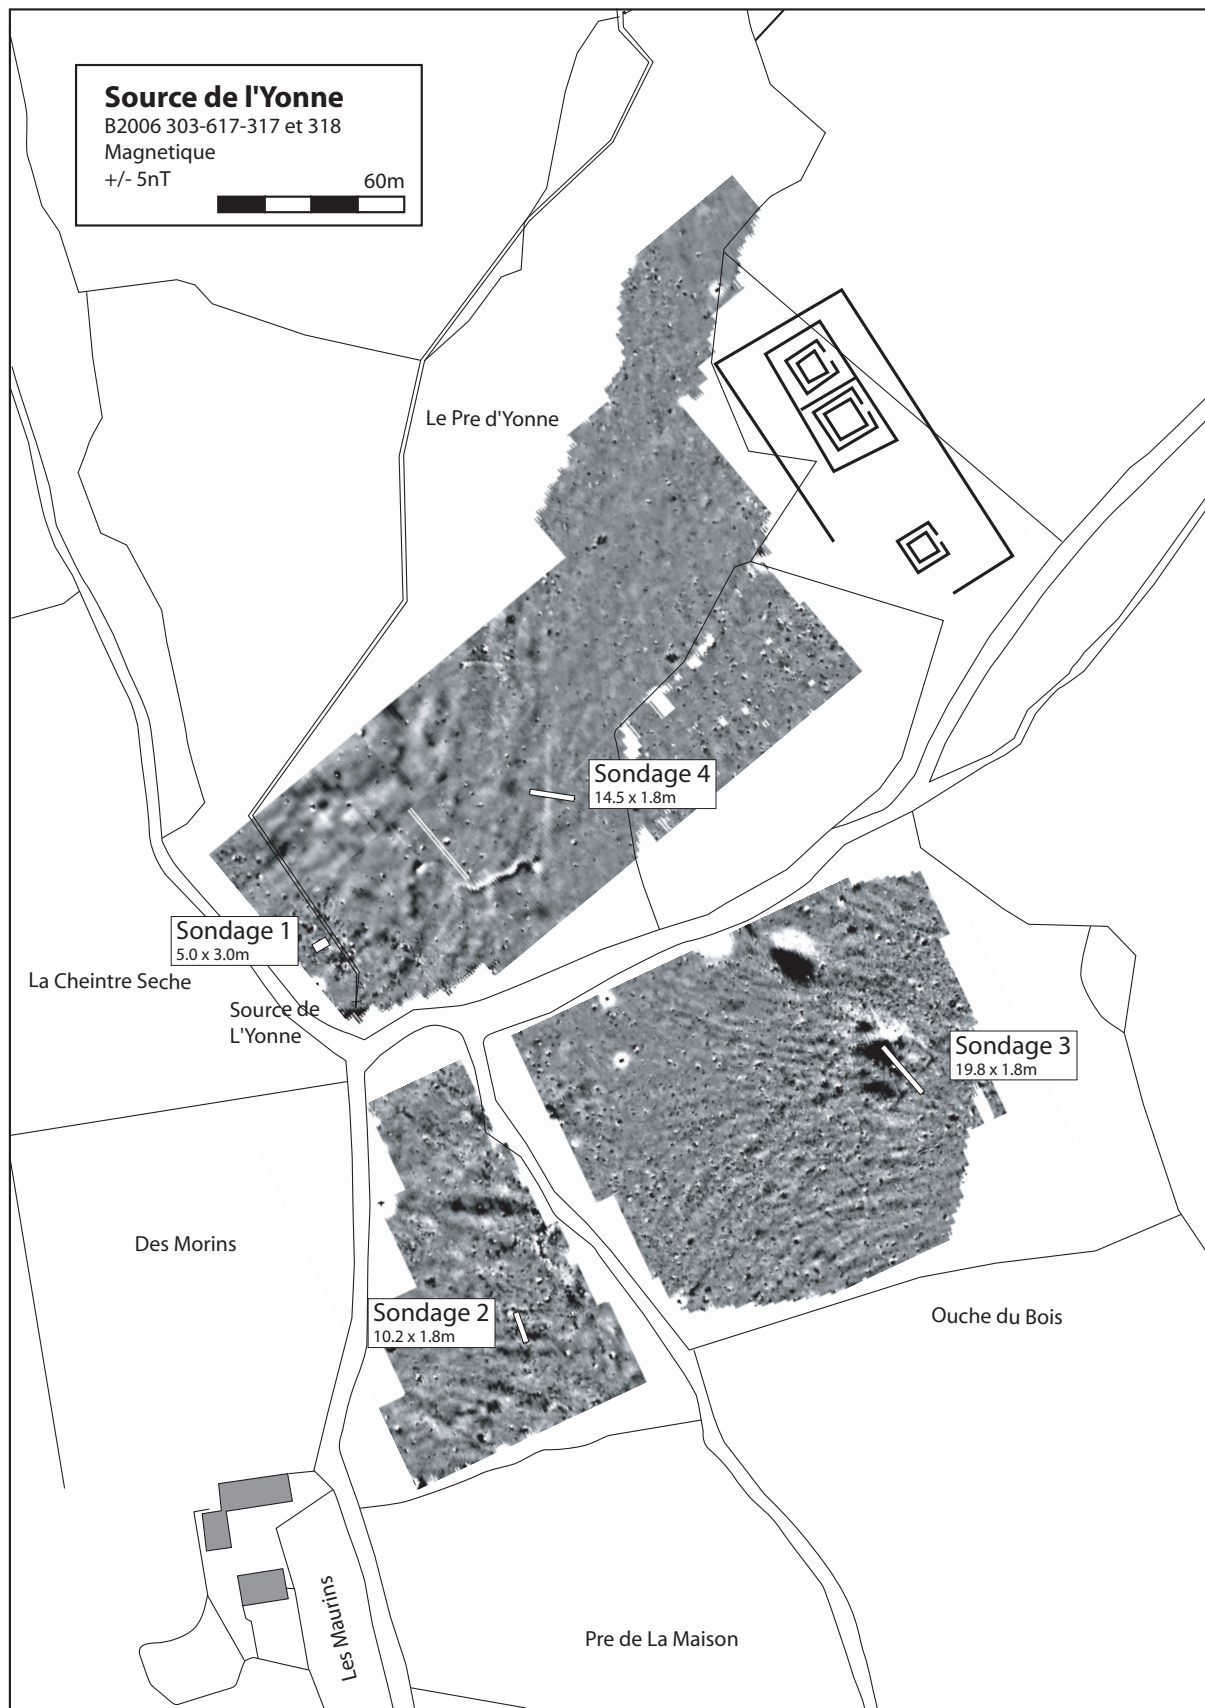 Source de l'Yonne
B2006 303-617-317 et 318
Magnetique
+/- 5nT
60m
Le Pre d'Yonne
Sondage 4
14.5 x 1.8m
Sondage 1
5.0 x 3.0m
La Cheintre Seche
Source de
L'Yonne
Sondage 3
19.8 x 1.8m
Des Morins
Sondage 2
10.2 x 1.8m
Ouche du Bois
Les Maurins
Pre de La Maison